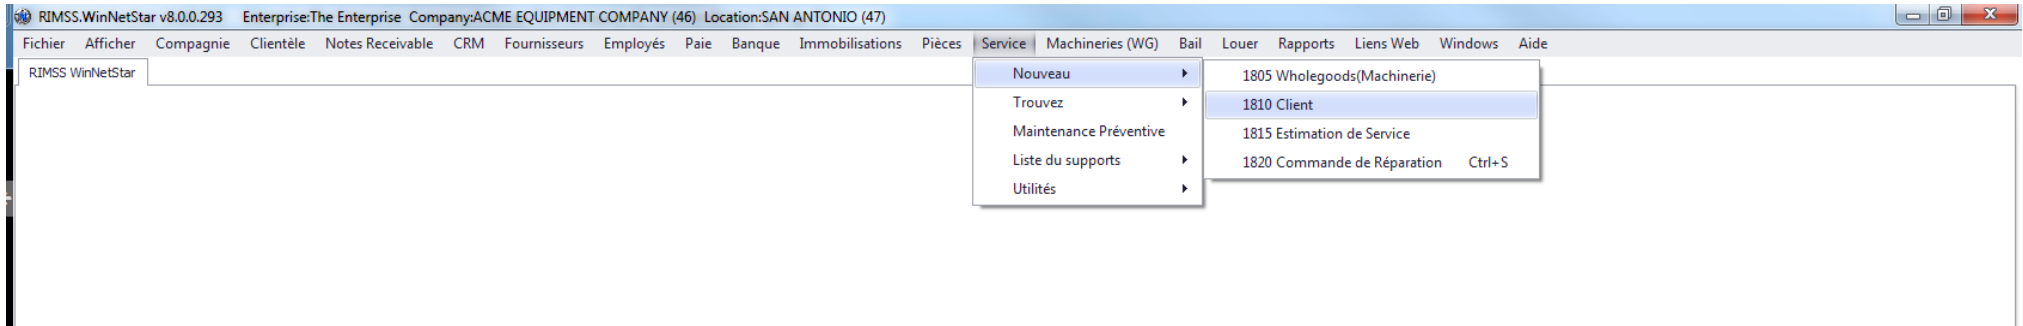 RIMSS.WinNetStar v8.0.0.293 Enterprise:The Enterprise Company:ACME EQUIPMENT COMPANY (46) Location:SAN ANTONIO (47)
Fichier Afficher Compagnie Clientèle Notes Receivable CRM Fournisseurs Employés Paie Banque Immobilisations Pièces Service Machineries (WG) Bail Louer Rapports Liens Web Windows Aide
RIMSS WinNetStar
Nouveau
Trouvez
Maintenance Préventive
Liste du supports
Utilités
1805 Wholegoods(Machinerie)
1810 Client
1815 Estimation de Service
1820 Commande de Réparation Ctrl+S